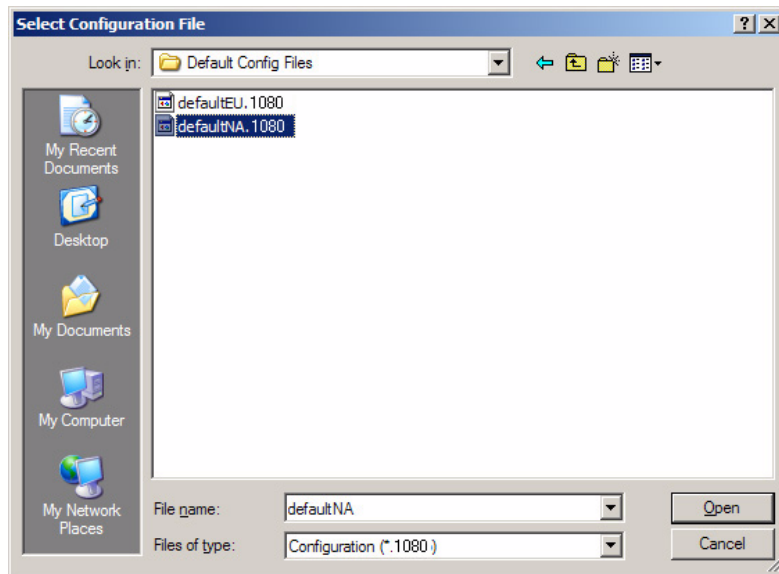 Select Configuration File
Look in:
Default Config Files
defaultEU.1080
defaultNA.1080
My Recent
Documents
Desktop
My Documents
My Computer
My Network
Places
File name:
defaultNA
Open
Files of type:
Configuration (*.1080)
Cancel